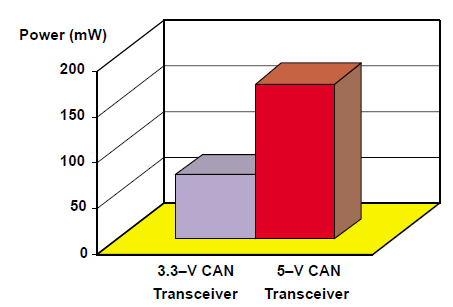 Power (mW)
200
150
100
50
0
3.3–V CAN
Transceiver
5–V CAN
Transceiver